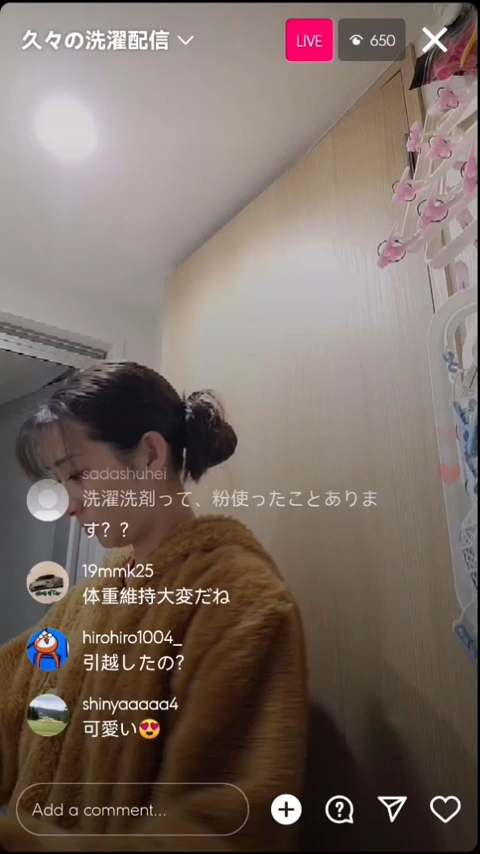 久々の洗濯配信
LIVE
650
sadashuhei
洗濯洗剤って、粉使ったことありま
す？？
19mmk25
体重維持大変だね
hirohiro1004_
引越したの?
shinyaaaaa4
可愛い😍
Add a comment...